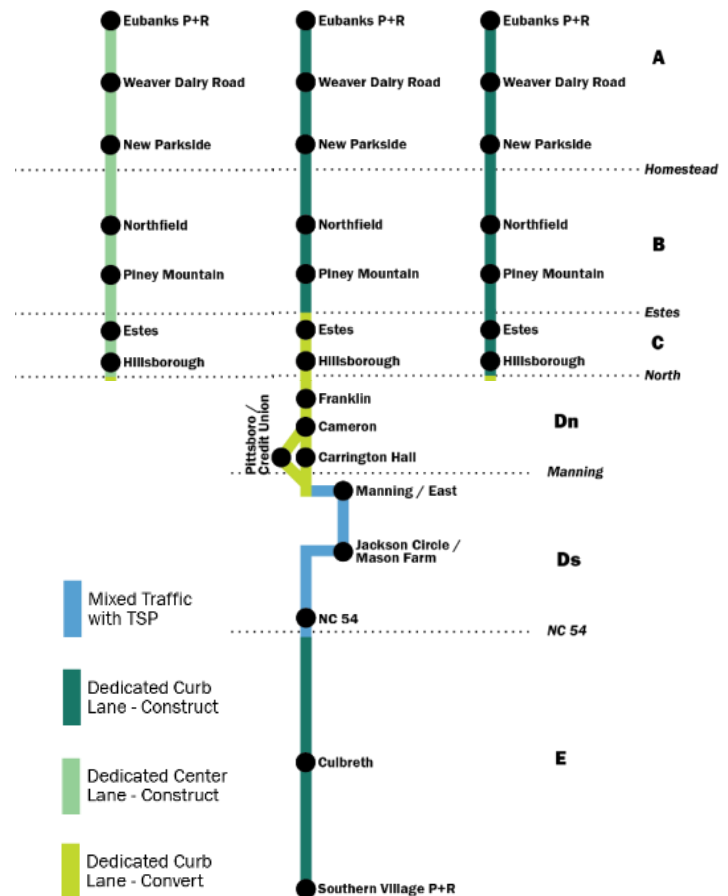 Eubanks P+R
Eubanks P+R
Eubanks P+R
A
Weaver Dairy Road
Weaver Dairy Road
Weaver Dairy Road
New Parkside
New Parkside
New Parkside
Homestead
Northfield
Northfield
Northfield
B
Piney Mountain
Piney Mountain
Piney Mountain
Estes
Estes
Estes
Estes
C
Hillsborough
Hillsborough
Hillsborough
North
Franklin
Pittsboro /
Credit Union
Cameron
Dn
Carrington Hall
Manning
Manning / East
Jackson Circle /
Mason Farm
Ds
Mixed Traffic
with TSP
NC 54
NC 54
Dedicated Curb
Lane - Construct
Culbreth
E
Dedicated Center
Lane - Construct
Dedicated Curb
Lane - Convert
Southern Village P+R